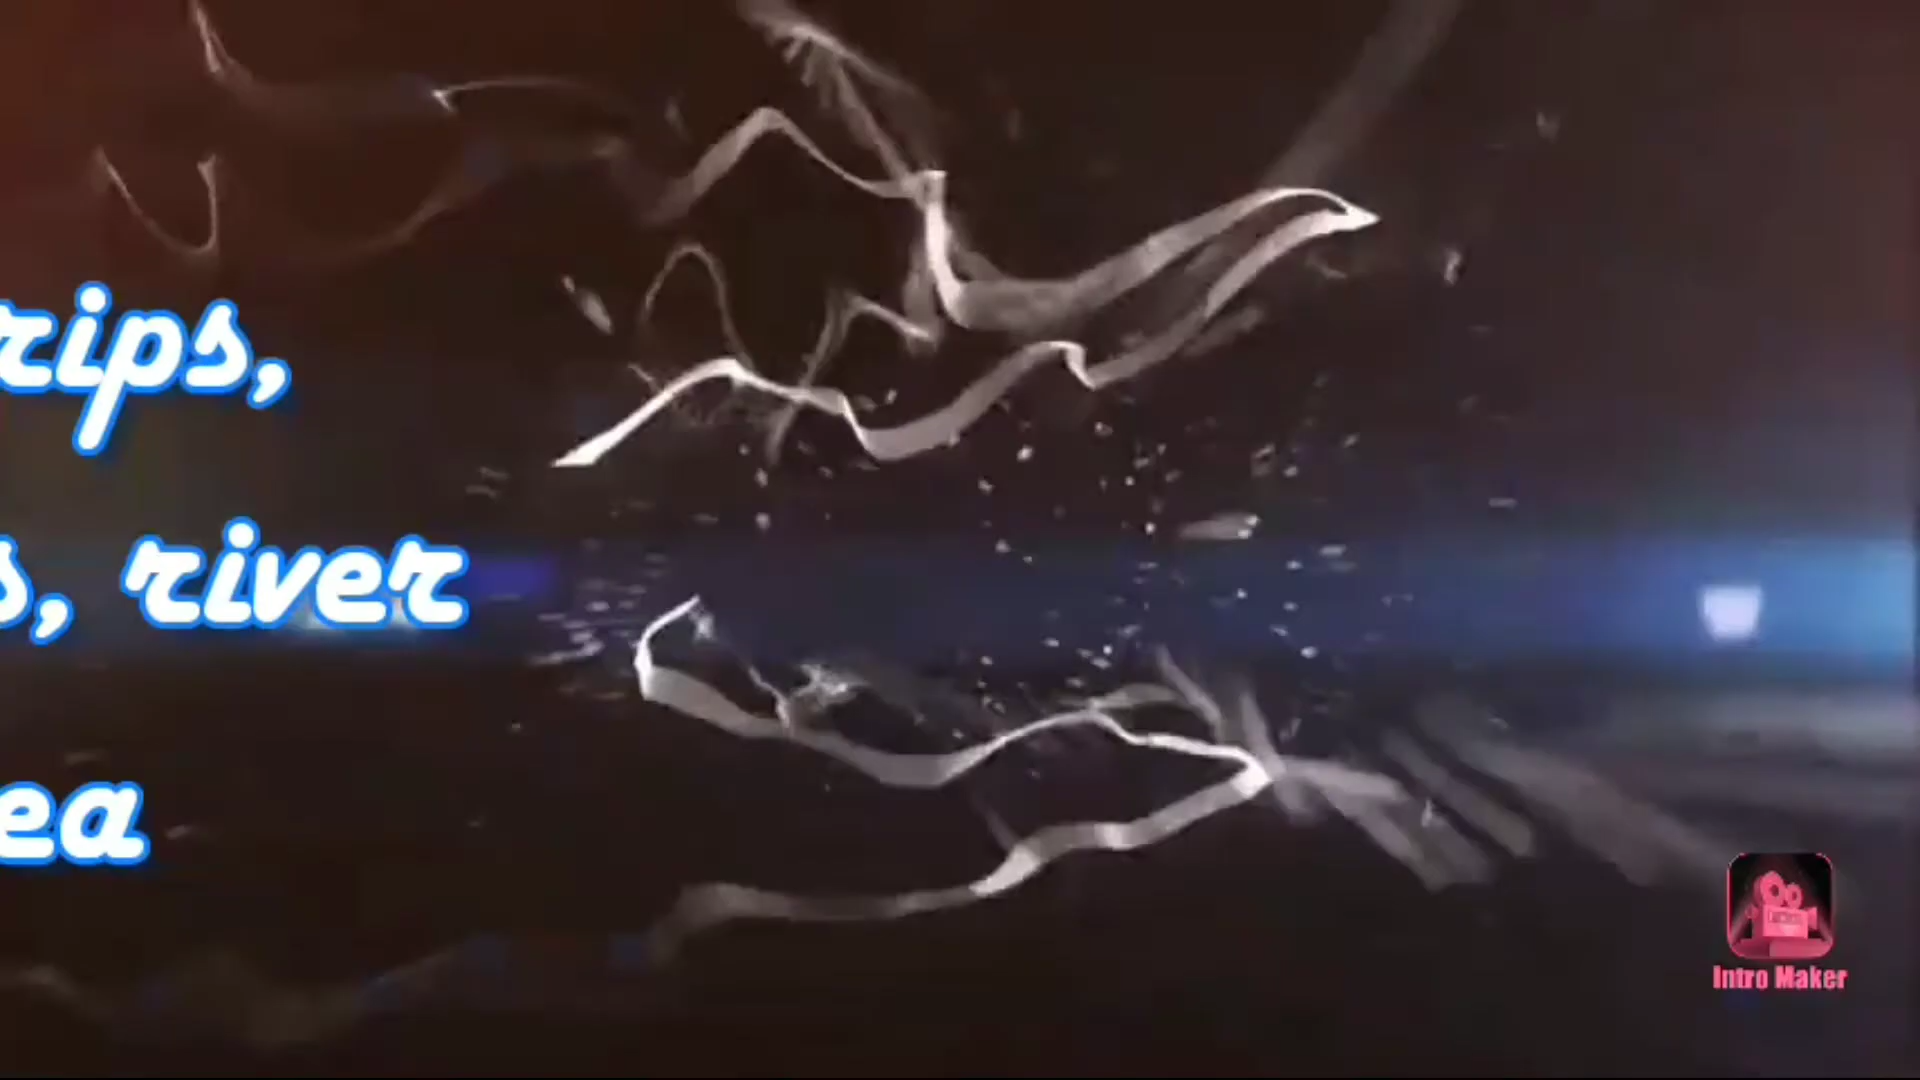 rips,
s, river
ea
Intro Maker